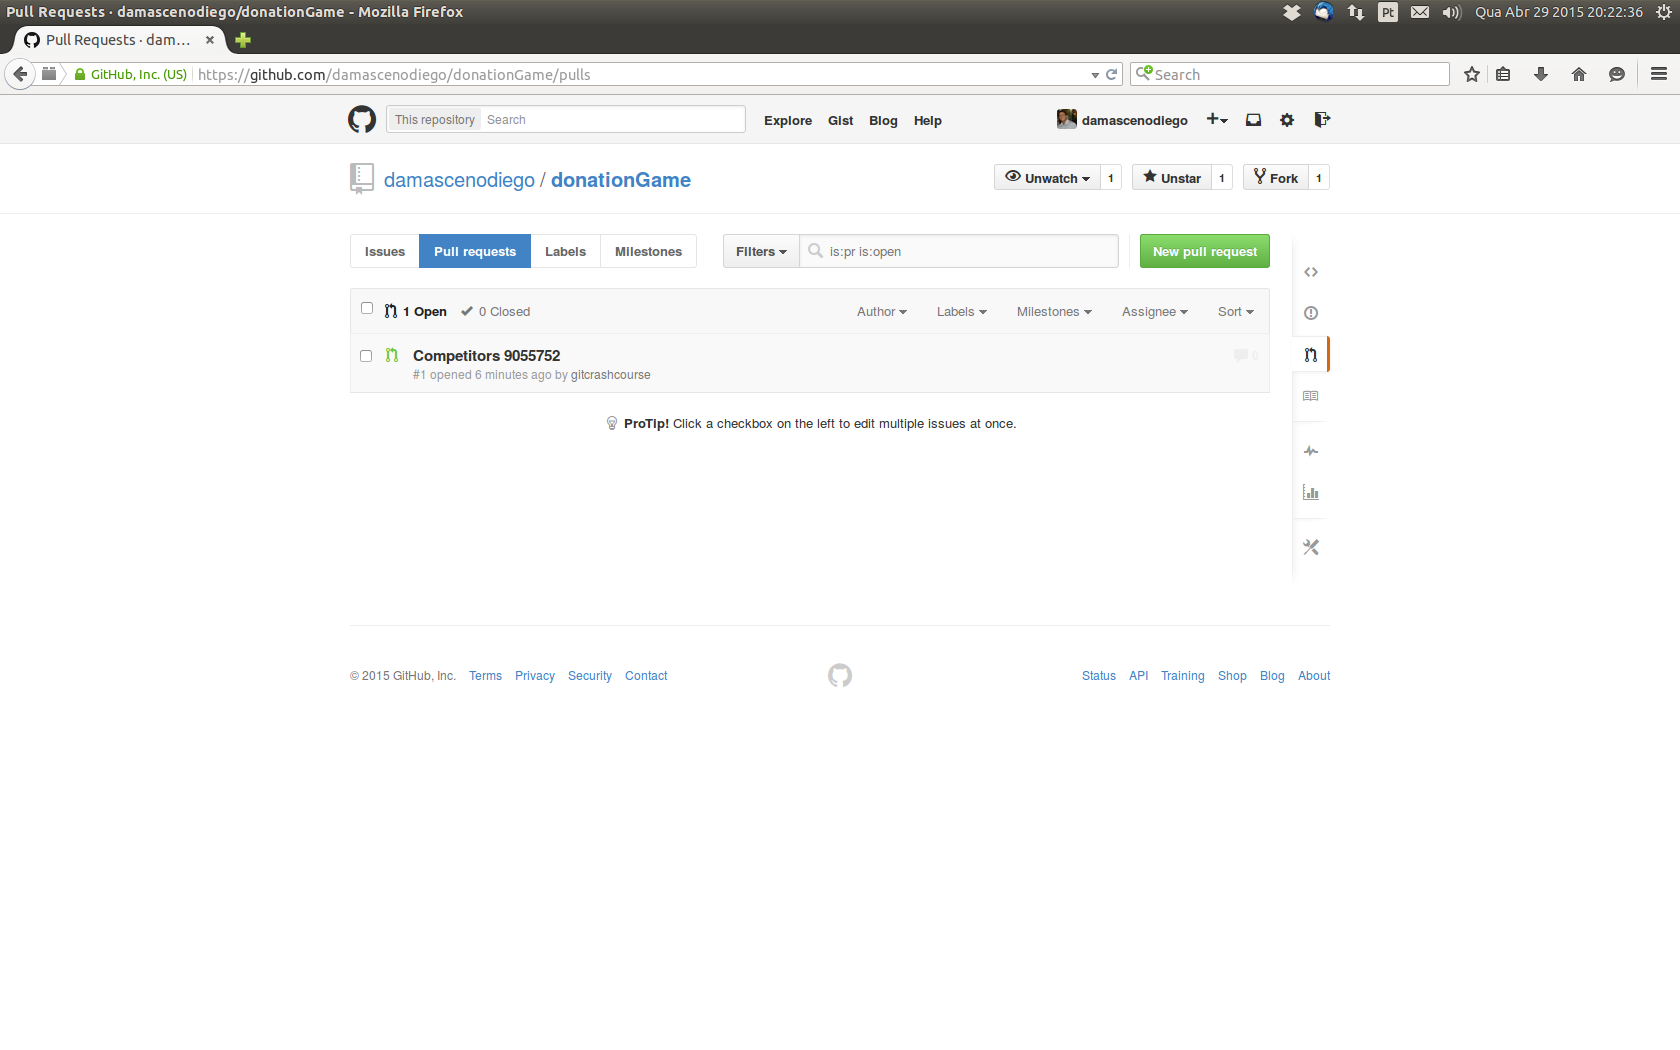 Pull Requests · damascenodiego/donationGame - Mozilla Firefox
Pt
Qua Abr 29 2015 20:22:36
Pull Requests · dam...
GitHub, Inc. (US)
https://github.com/damascenodiego/donationGame/pulls
Search
This repository
Search
Explore
Gist
Blog
Help
damascenodiego
damascenodiego / donationGame
Unwatch
1
Unstar
1
Fork
1
Issues
Pull requests
Labels
Milestones
Filters
is:pr is:open
New pull request
1 Open
0 Closed
Author
Labels
Milestones
Assignee
Sort
Competitors 9055752
0
#1 opened 6 minutes ago by gitcrashcourse
ProTip! Click a checkbox on the left to edit multiple issues at once.
© 2015 GitHub, Inc.
Terms
Privacy
Security
Contact
Status
API
Training
Shop
Blog
About